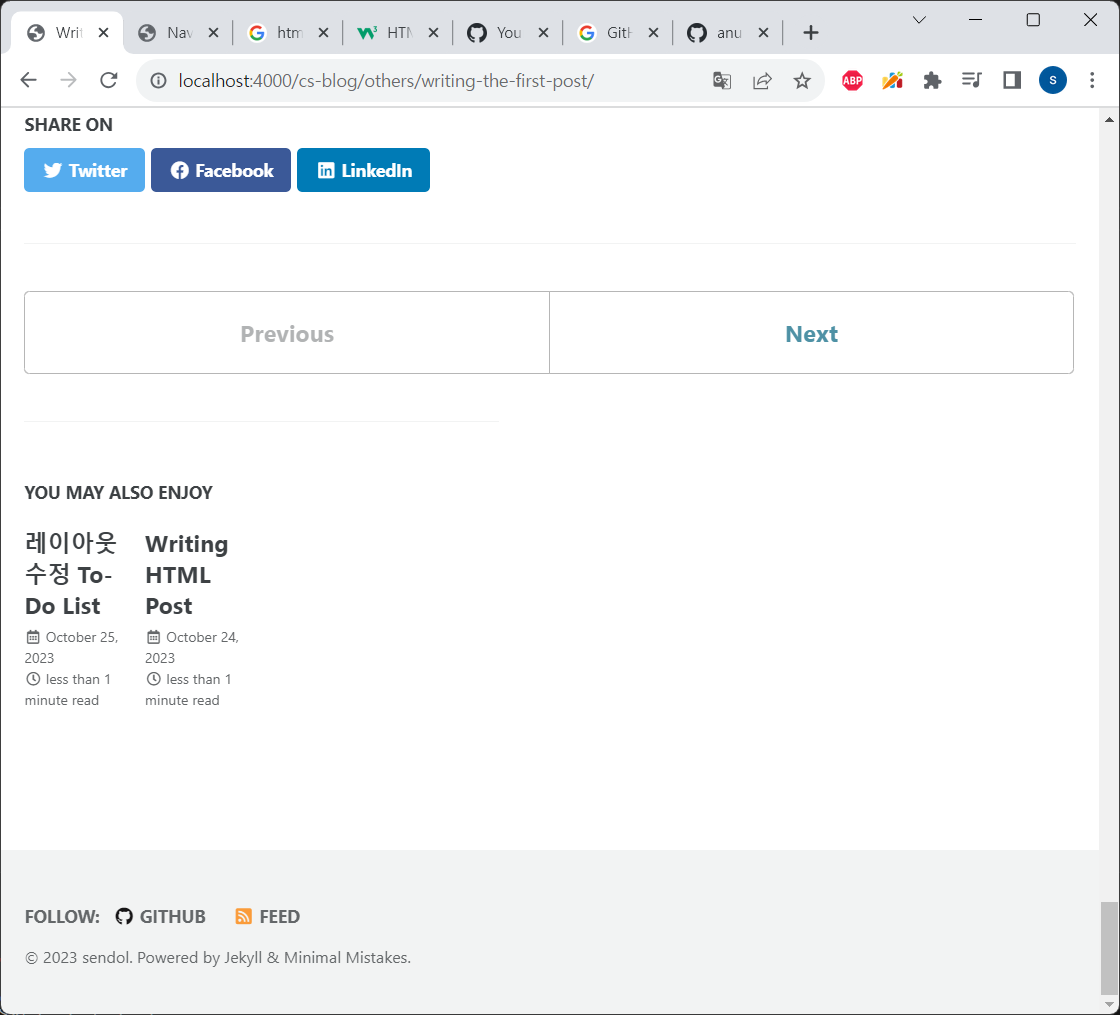 Writ
Nav
htm
HTM
You
Gith
anu
localhost:4000/cs-blog/others/writing-the-first-post/
ABP
S
SHARE ON
Twitter Facebook LinkedIn
Previous Next
YOU MAY ALSO ENJOY
레이아웃
수정 To-
Do List
October 25,
2023
less than 1
minute read
Writing
HTML
Post
October 24,
2023
less than 1
minute read
FOLLOW: GITHUB FEED
© 2023 sendol. Powered by Jekyll & Minimal Mistakes.